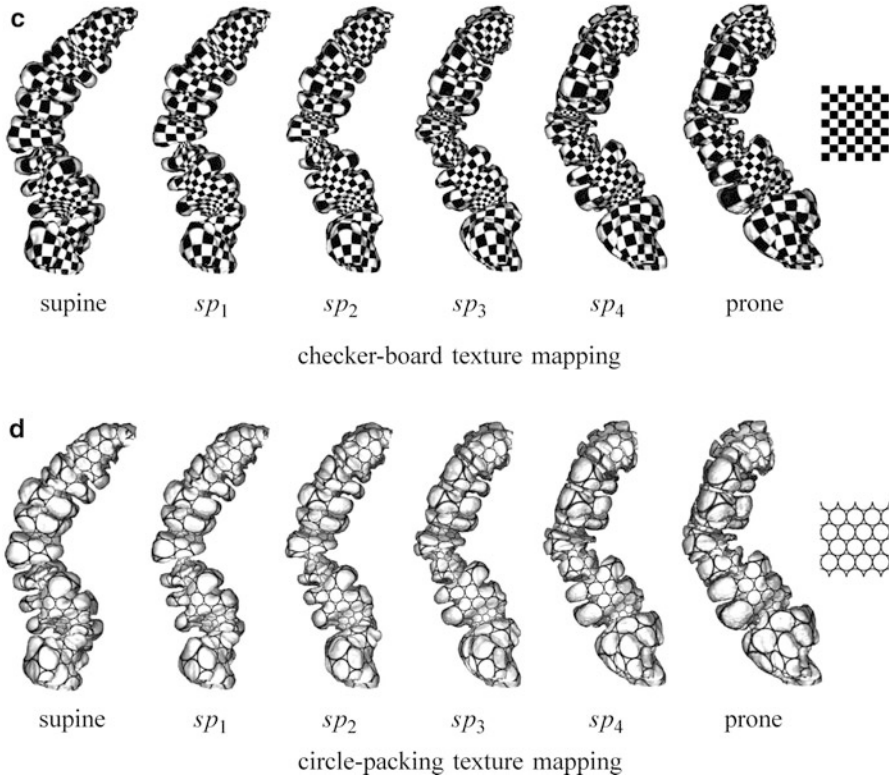 c
supine sp₁ sp₂ sp₃ sp₄ prone
checker-board texture mapping
d
supine sp₁ sp₂ sp₃ sp₄ prone
circle-packing texture mapping